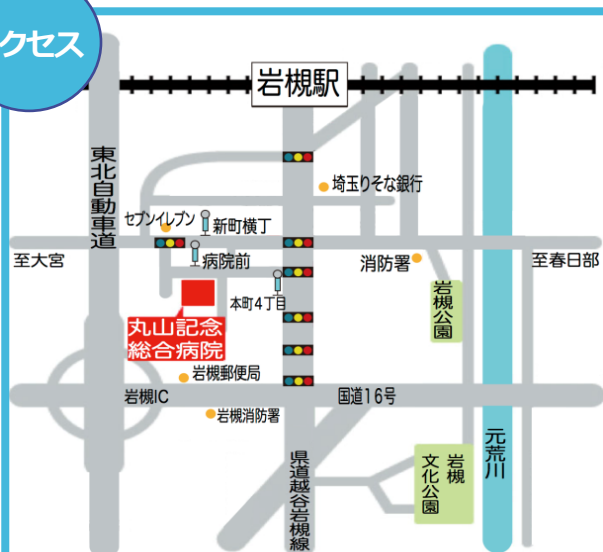 クセス
岩槻駅
東北自動車道
埼玉りそな銀行
セブンイレブン
新町横丁
至大宮
病院前
消防署
至春日部
本町4丁目
岩槻公園
丸山記念
総合病院
岩槻郵便局
岩槻IC
国道16号
岩槻消防署
県道越谷岩槻線
岩槻
文化公園
元荒川